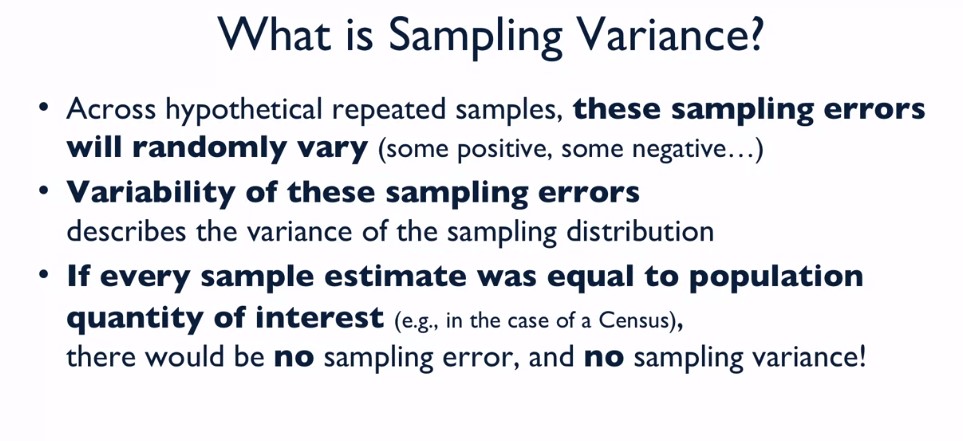 What is Sampling Variance?
• Across hypothetical repeated samples, these sampling errors
will randomly vary (some positive, some negative…)
• Variability of these sampling errors
describes the variance of the sampling distribution
• If every sample estimate was equal to population
quantity of interest (e.g., in the case of a Census),
there would be no sampling error, and no sampling variance!